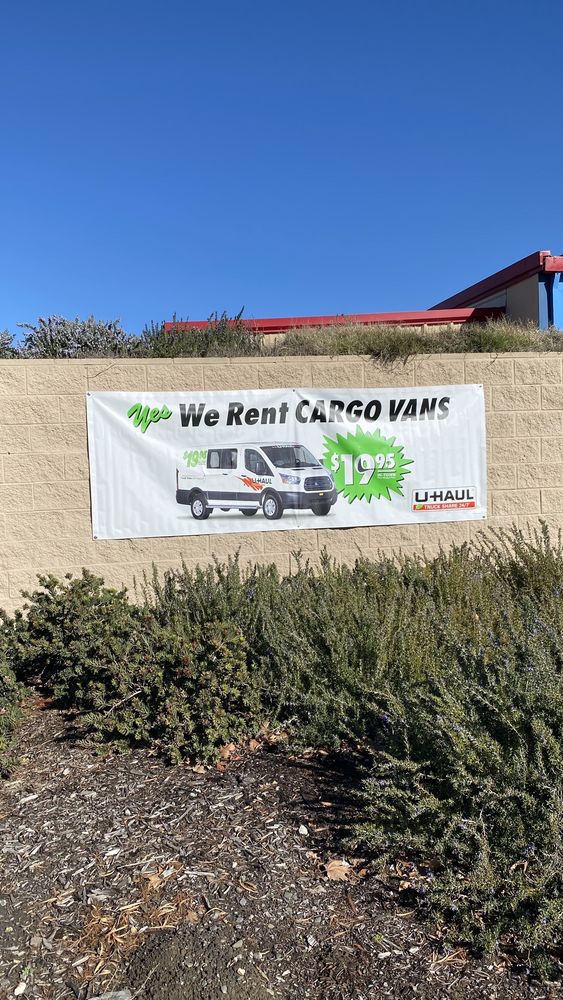 Yes We Rent CARGO VANS
$19.95
$19.95
U-HAUL
U-HAUL
TRUCK SHARE 24/7